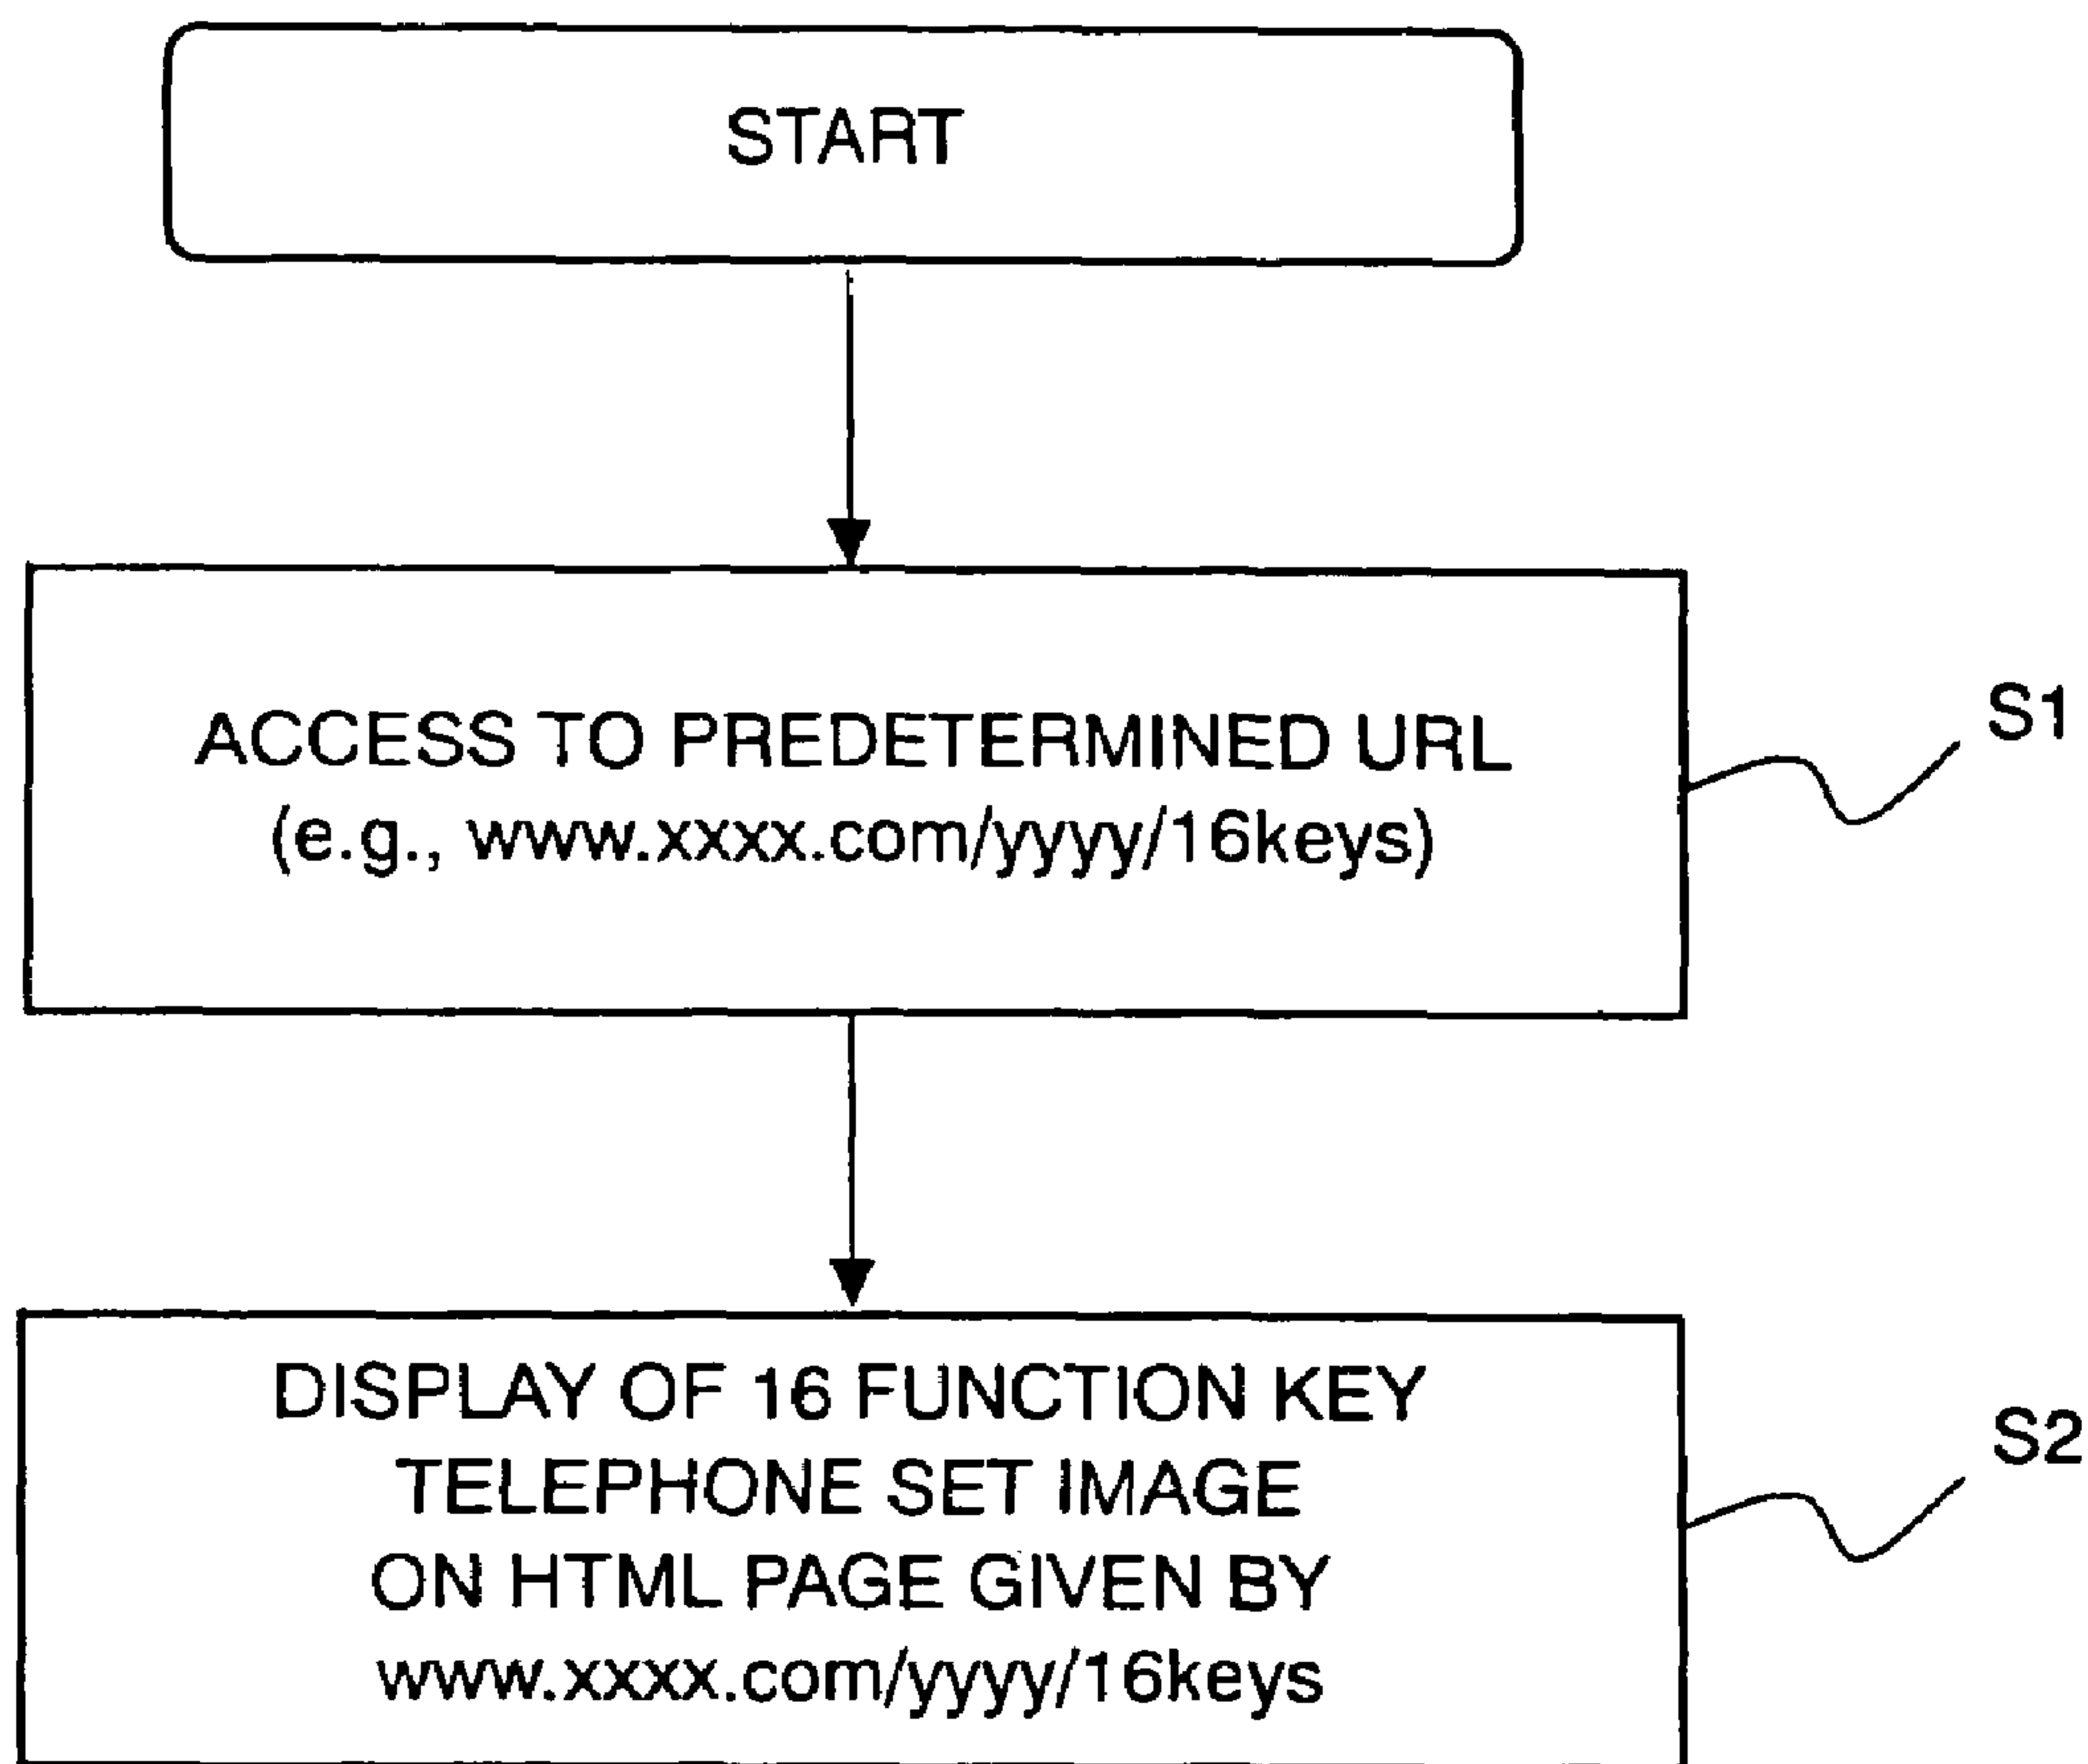 START
ACCESS TO PREDETERMINED URL
(e.g., www.xxxx.com/yyyy/16keys)
S1
DISPLAY OF 16 FUNCTION KEY
TELEPHONE SET IMAGE
ON HTML PAGE GIVEN BY
www.xxxx.com/yyyy/16keys
S2